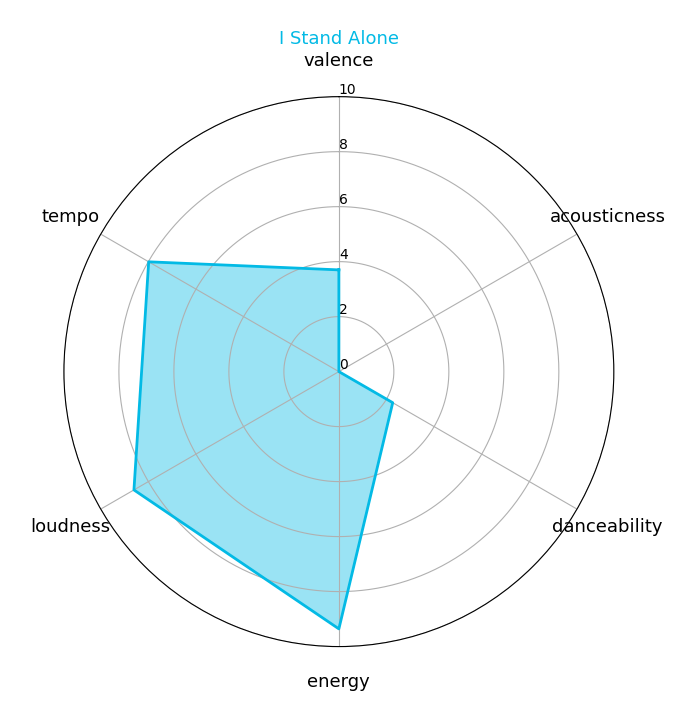 I Stand Alone
valence
10
8
tempo
acousticness
6
4
2
0
loudness
danceability
energy